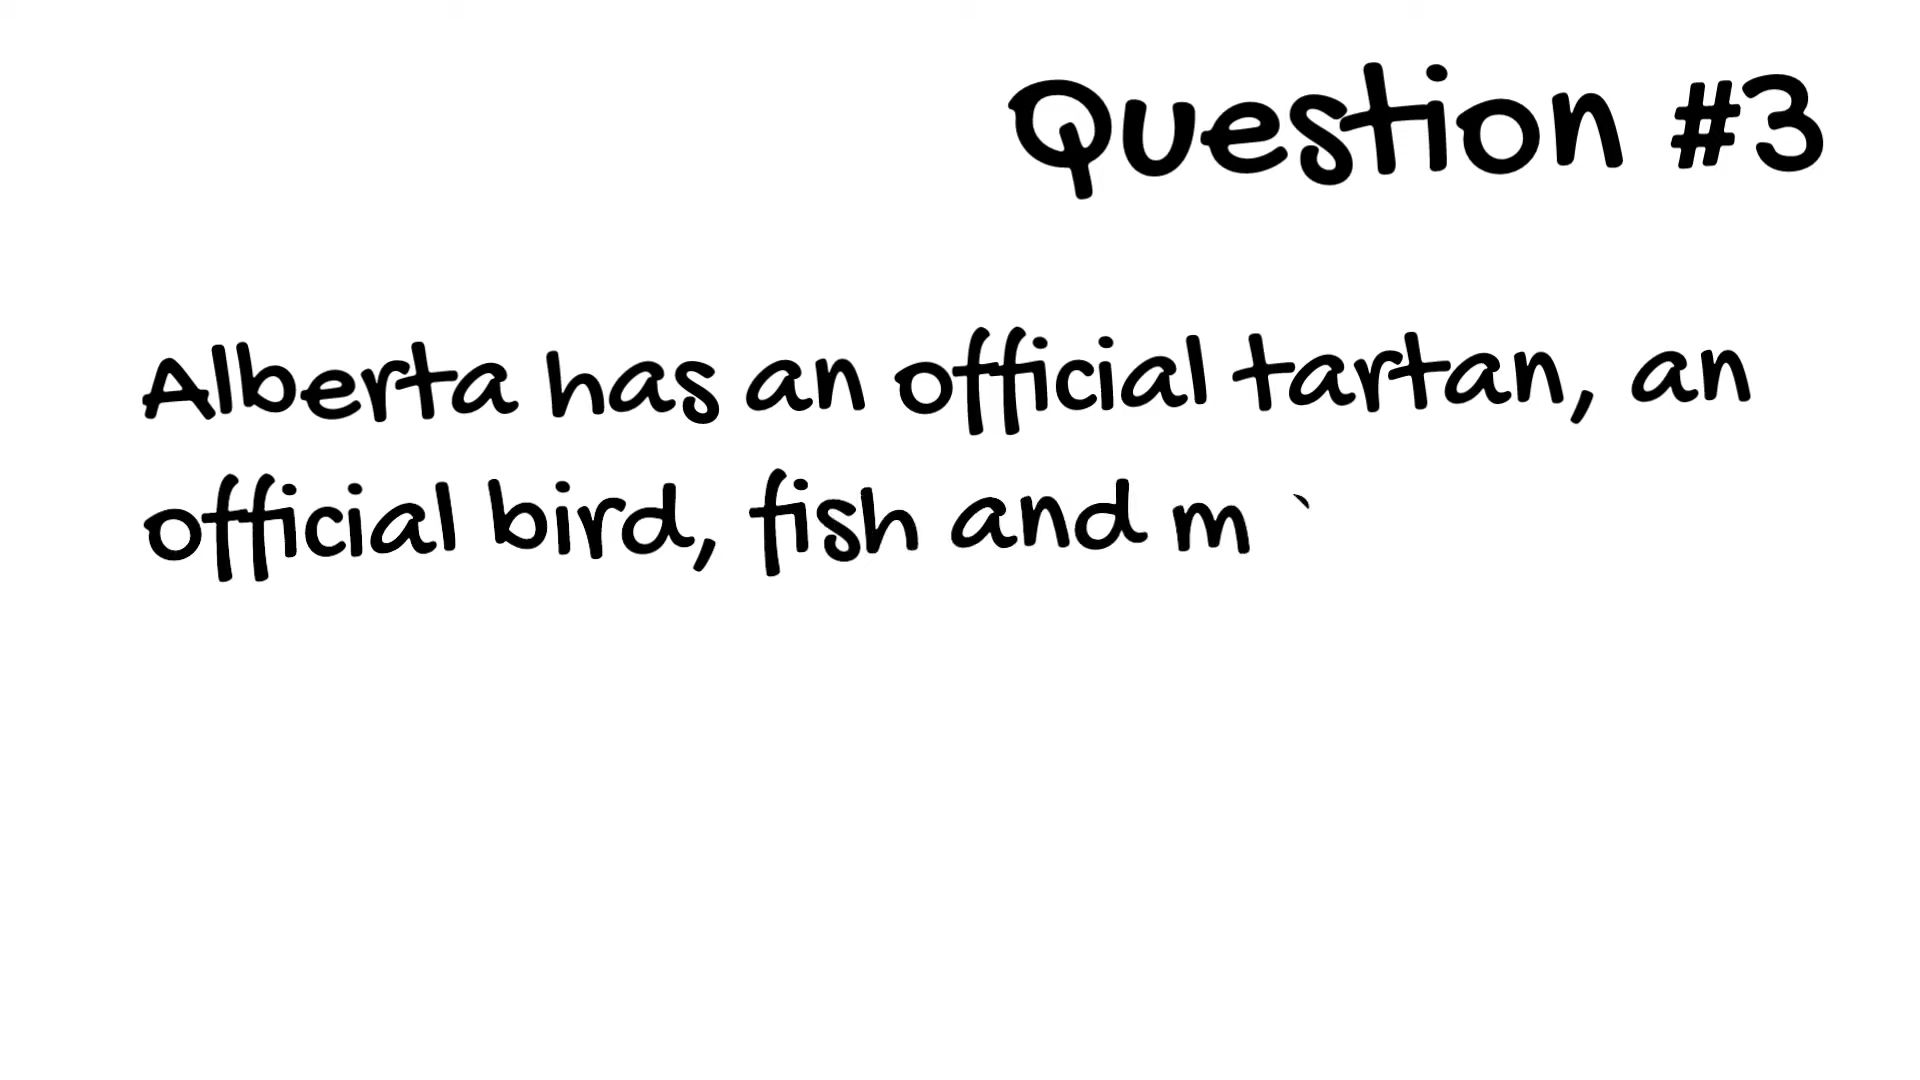 Question #3
Alberta has an official tartan, an
official bird, fish and m